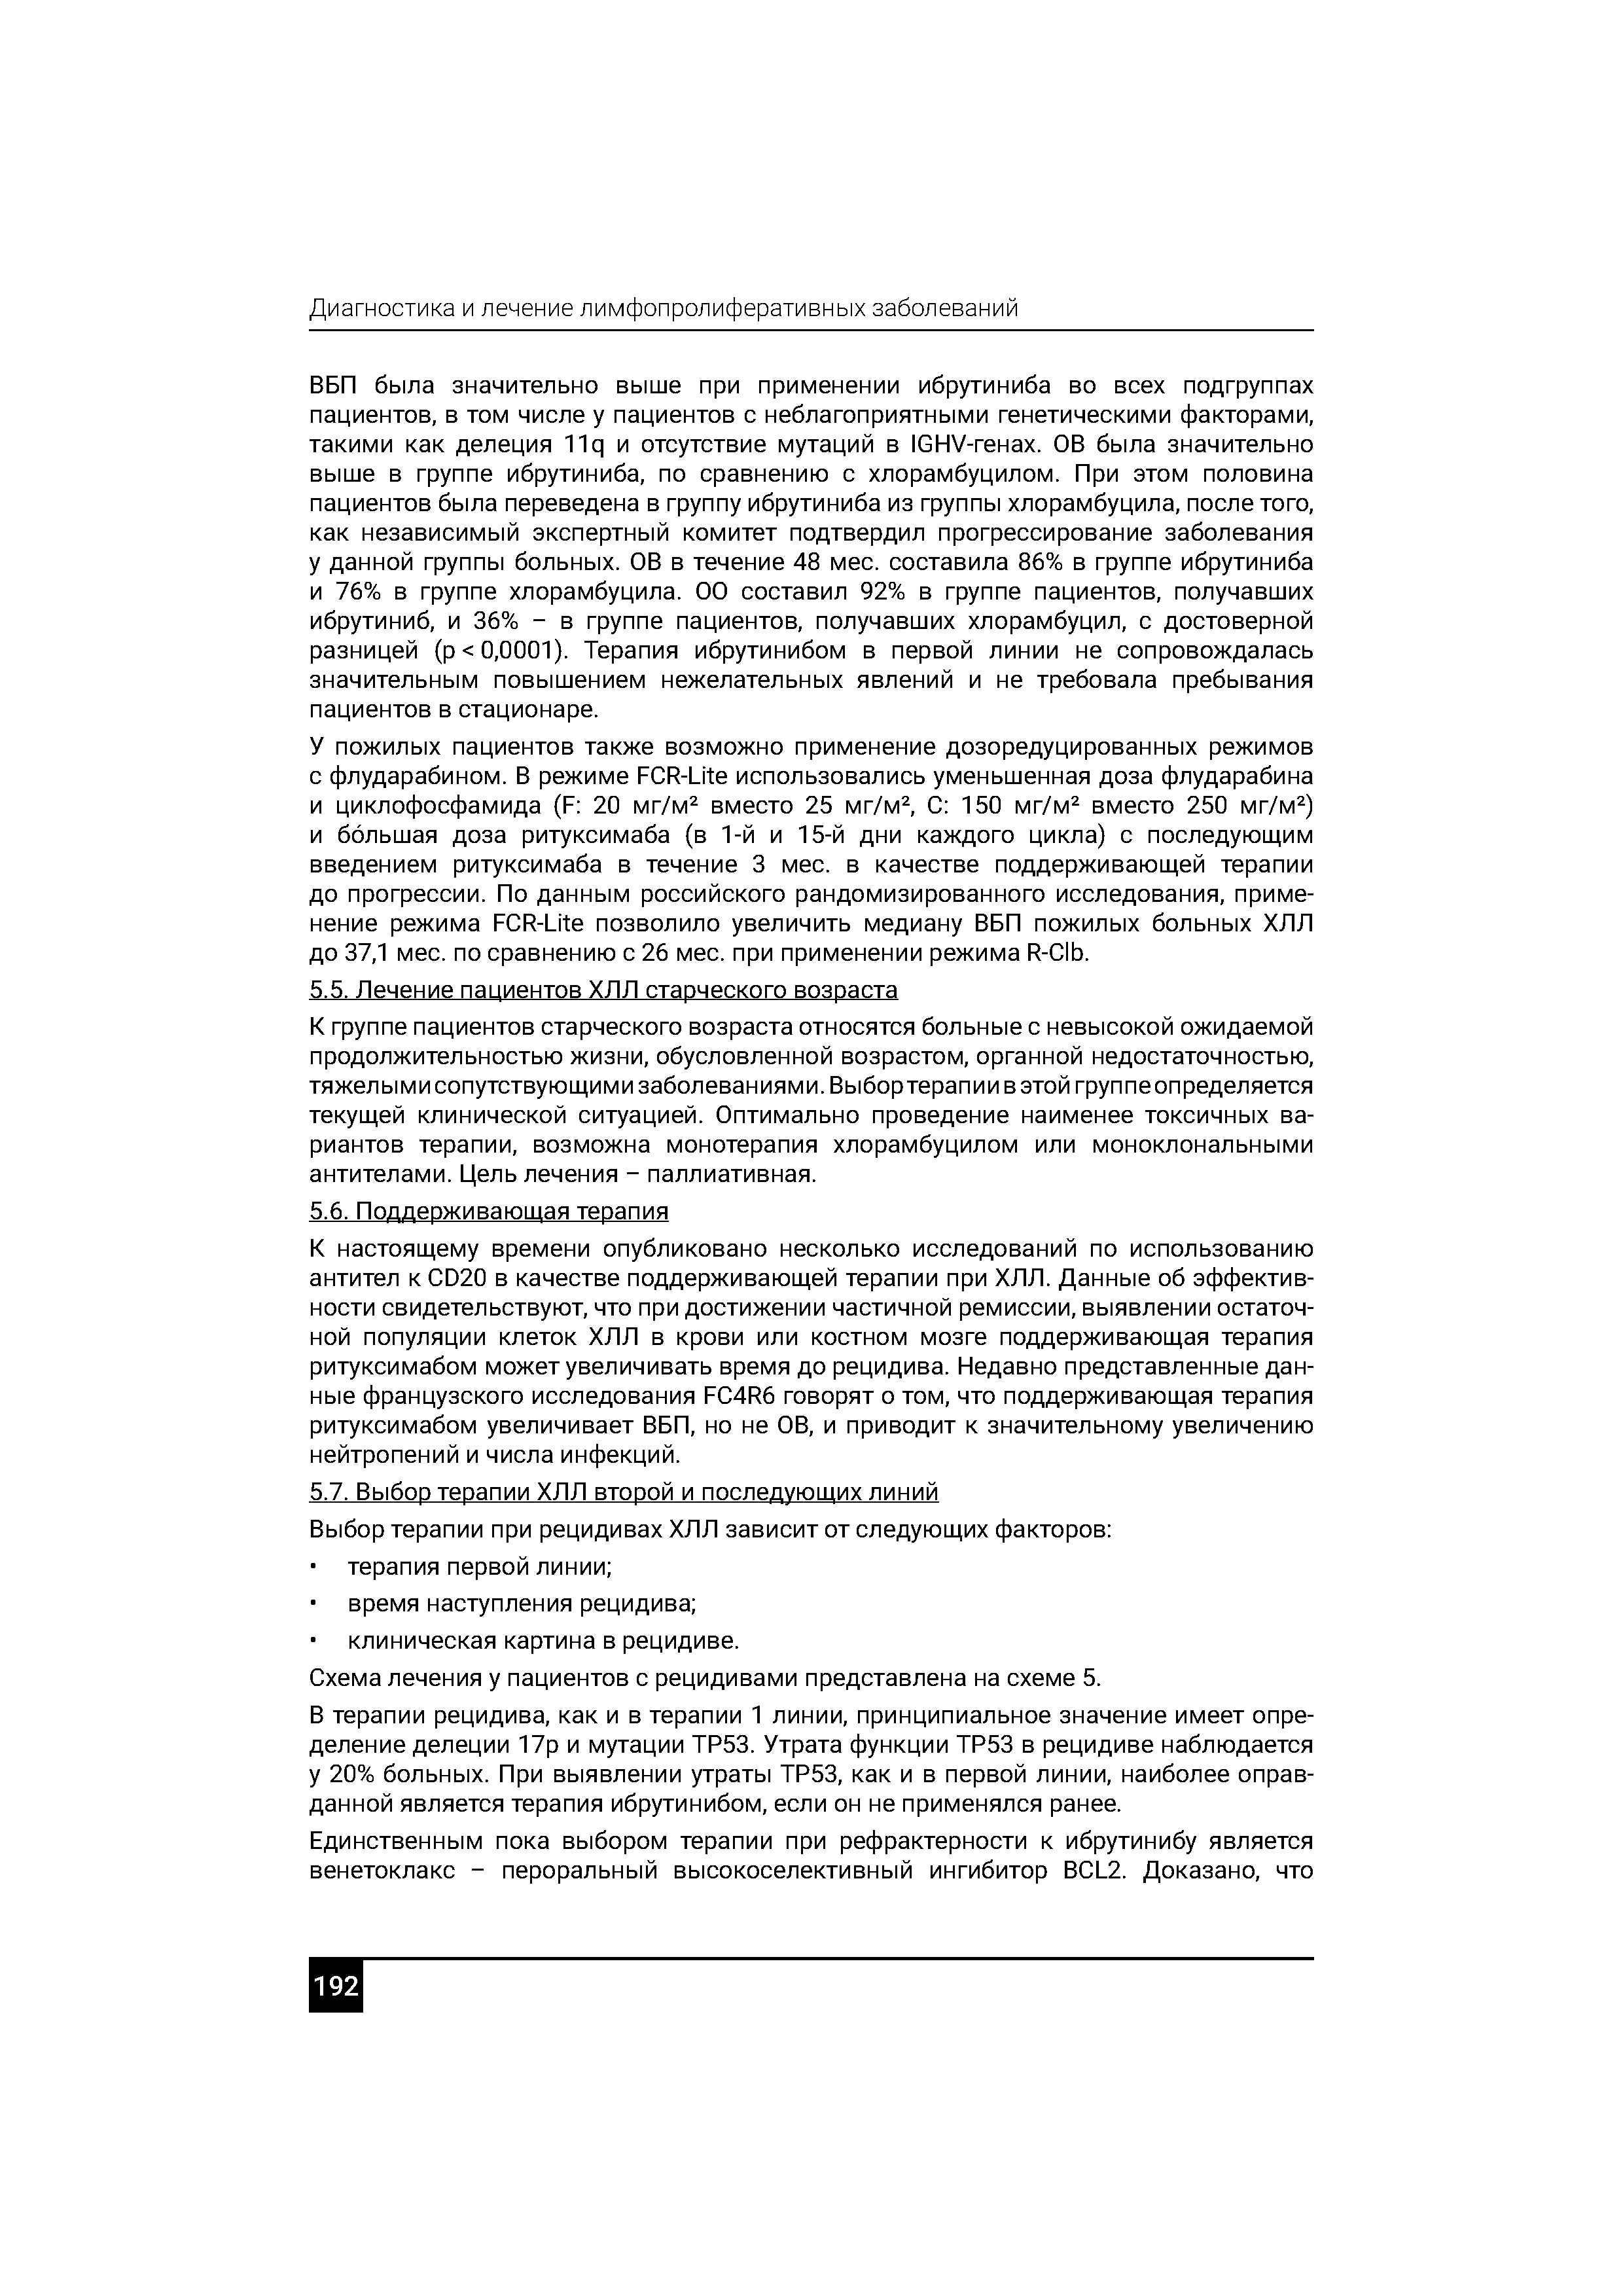 Диагностика и лечение лимфопролиферативных заболеваний
ВБП была значительно выше при применении ибрутиниба во всех подгруппах
пациентов, в том числе у пациентов с неблагоприятными генетическими факторами,
такими как делеция 11q и отсутствие мутаций в IGHV-генах. ОВ была значительно
выше в группе ибрутиниба, по сравнению с хлорамбуцилом. При этом половина
пациентов была переведена в группу ибрутиниба из группы хлорамбуцила, после того,
как независимый экспертный комитет подтвердил прогрессирование заболевания
у данной группы больных. ОВ в течение 48 мес. составила 86% в группе ибрутиниба
и 76% в группе хлорамбуцила. ОО составил 92% в группе пациентов, получавших
ибрутиниб, и 36% – в группе пациентов, получавших хлорамбуцил, с достоверной
разницей (p < 0,0001). Терапия ибрутинибом в первой линии не сопровождалась
значительным повышением нежелательных явлений и не требовала пребывания
пациентов в стационаре.
У пожилых пациентов также возможно применение дозоредуцированных режимов
с флударабином. В режиме FCR-Lite использовались уменьшенная доза флударабина
и циклофосфамида (F: 20 мг/м² вместо 25 мг/м², C: 150 мг/м² вместо 250 мг/м²)
и бóльшая доза ритуксимаба (в 1-й и 15-й дни каждого цикла) с последующим
введением ритуксимаба в течение 3 мес. в качестве поддерживающей терапии
до прогрессии. По данным российского рандомизированного исследования, приме-
нение режима FCR-Lite позволило увеличить медиану ВБП пожилых больных ХЛЛ
до 37,1 мес. по сравнению с 26 мес. при применении режима R-Clb.
5.5. Лечение пациентов ХЛЛ старческого возраста
К группе пациентов старческого возраста относятся больные с невысокой ожидаемой
продолжительностью жизни, обусловленной возрастом, органной недостаточностью,
тяжелыми сопутствующими заболеваниями. Выбор терапии в этой группе определяется
текущей клинической ситуацией. Оптимально проведение наименее токсичных ва-
риантов терапии, возможна монотерапия хлорамбуцилом или моноклональными
антителами. Цель лечения – паллиативная.
5.6. Поддерживающая терапия
К настоящему времени опубликовано несколько исследований по использованию
антител к CD20 в качестве поддерживающей терапии при ХЛЛ. Данные об эффектив-
ности свидетельствуют, что при достижении частичной ремиссии, выявлении остаточ-
ной популяции клеток ХЛЛ в крови или костном мозге поддерживающая терапия
ритуксимабом может увеличивать время до рецидива. Недавно представленные дан-
ные французского исследования FC4R6 говорят о том, что поддерживающая терапия
ритуксимабом увеличивает ВБП, но не ОВ, и приводит к значительному увеличению
нейтропений и числа инфекций.
5.7. Выбор терапии ХЛЛ второй и последующих линий
Выбор терапии при рецидивах ХЛЛ зависит от следующих факторов:
• терапия первой линии;
• время наступления рецидива;
• клиническая картина в рецидиве.
Схема лечения у пациентов с рецидивами представлена на схеме 5.
В терапии рецидива, как и в терапии 1 линии, принципиальное значение имеет опре-
деление делеции 17p и мутации TP53. Утрата функции TP53 в рецидиве наблюдается
у 20% больных. При выявлении утраты TP53, как и в первой линии, наиболее оправ-
данной является терапия ибрутинибом, если он не применялся ранее.
Единственным пока выбором терапии при рефрактерности к ибрутинибу является
венетоклакс – пероральный высокоселективный ингибитор BCL2. Доказано, что
192